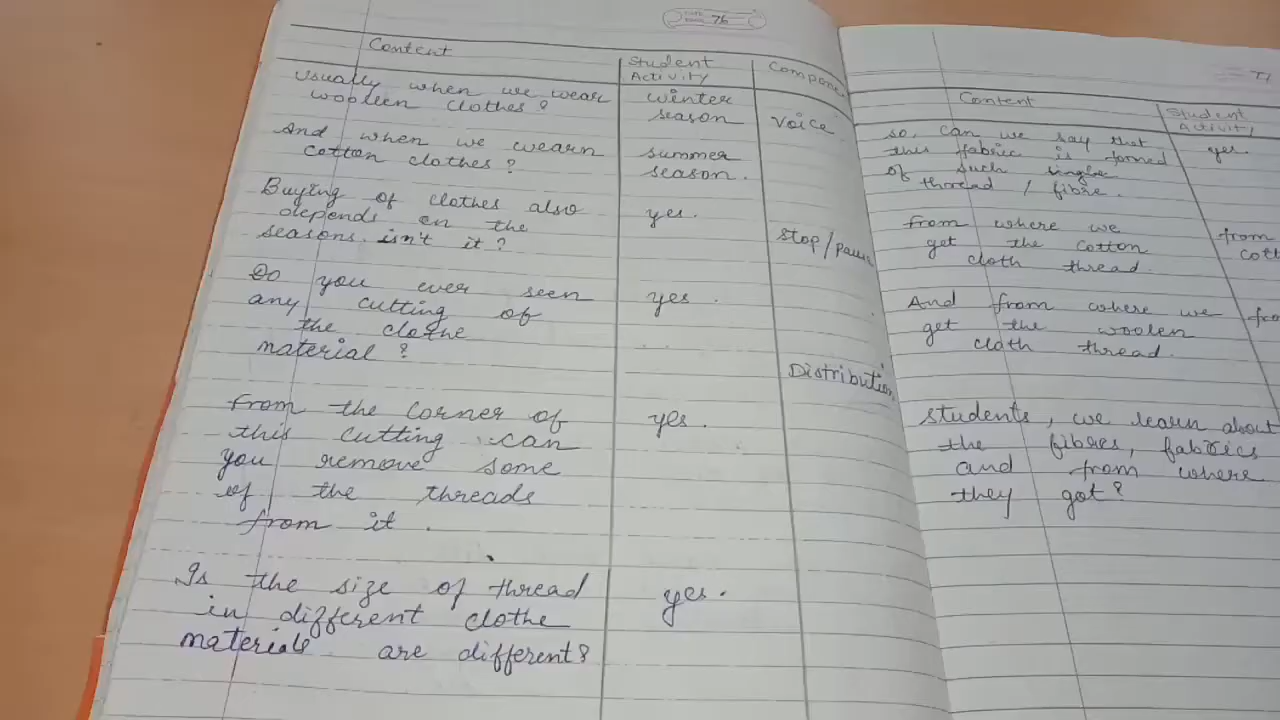 76
Content
Student
Activity
Usually when we wear
woolen clothes?
winter
season
Voice
And when we wearn
cotton clothes?
summer
season.
Buying of clothes also
depends on the
seasons. isn't it?
yes.
Stop/pause
Do you ever seen
any cutting of
the clothe
material?
yes.
Distribution
from the corner of
this cutting can
you remove some
of the threads
from it.
yes.
Is the size of thread
in different clothe
materials are different?
yes.
Content
Student
activity
so, can we say that
this fabric is formed
of such single
thread / fibre.
yes.
from where we
get the cotton
cloth thread.
from
And from where we
get the woolen
cloth thread.
students, we learn about
the fibres, fabrics
and from where
they got?